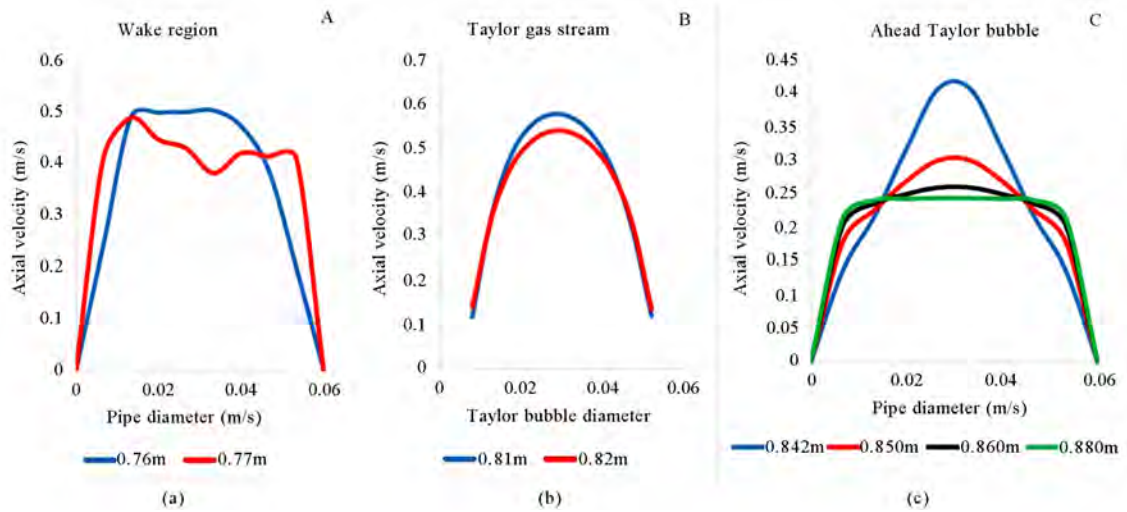 A
Wake region
0.6
0.5
0.4
0.3
0.2
0.1
0
Axial velocity (m/s)
0
0.02
0.04
0.06
Pipe diameter (m/s)
0.76m
0.77m
(a)
B
Taylor gas stream
0.7
0.6
0.5
0.4
0.3
0.2
0.1
0
Axial velocity (m/s)
0
0.02
0.04
0.06
Taylor bubble diameter
0.81m
0.82m
(b)
C
Ahead Taylor bubble
0.45
0.4
0.35
0.3
0.25
0.2
0.15
0.1
0.05
0
Axial velocity (m/s)
0
0.02
0.04
0.06
Pipe diameter (m/s)
0.842m
0.850m
0.860m
0.880m
(c)